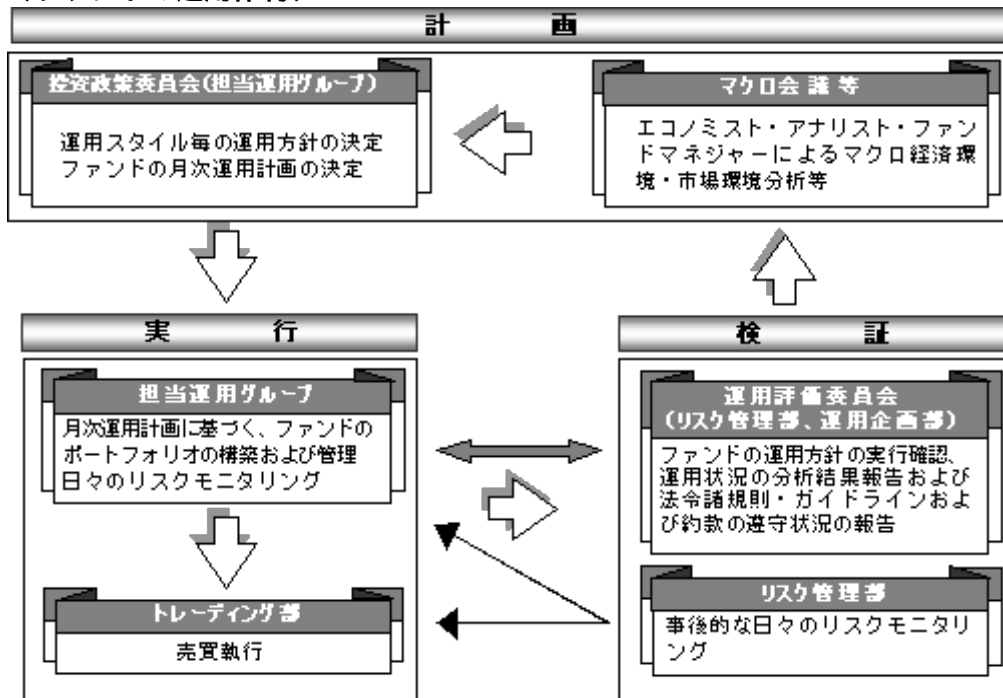 計 画
投資政策委員会(担当運用グループ)
運用スタイル毎の運用方針の決定
ファンドの月次運用計画の決定
マクロ会議等
エコノミスト・アナリスト・ファン
ドマネジャーによるマクロ経済環
境・市場環境分析等
実 行
担当運用グループ
月次運用計画に基づく、ファンドの
ポートフォリオの構築および管理
日々のリスクモニタリング
トレーディング部
売買執行
検 証
運用評価委員会
(リスク管理部、運用企画部)
ファンドの運用方針の実行確認、
運用状況の分析結果報告および
法令諸規則・ガイドラインおよ
び約款の遵守状況の報告
リスク管理部
事後的な日々のリスクモニタリ
ング